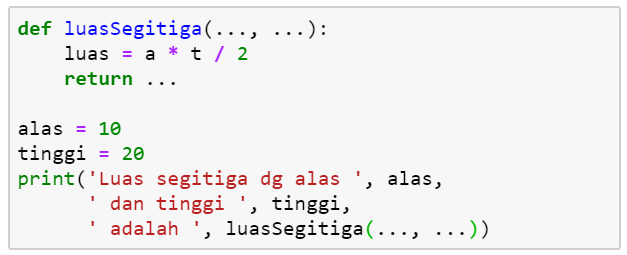 def luasSegitiga(..., ...):
    luas = a * t / 2
    return ...

alas = 10
tinggi = 20
print('Luas segitiga dg alas ', alas,
      ' dan tinggi ', tinggi,
      ' adalah ', luasSegitiga(..., ...))